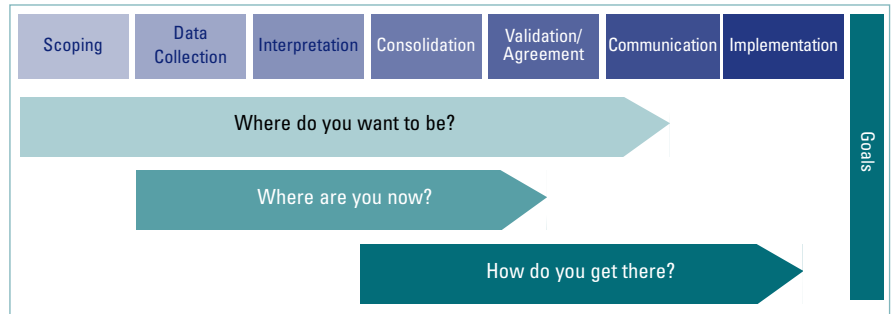 Scoping
Data
Collection
Interpretation
Consolidation
Validation/
Agreement
Communication
Implementation
Where do you want to be?
Where are you now?
How do you get there?
Goals